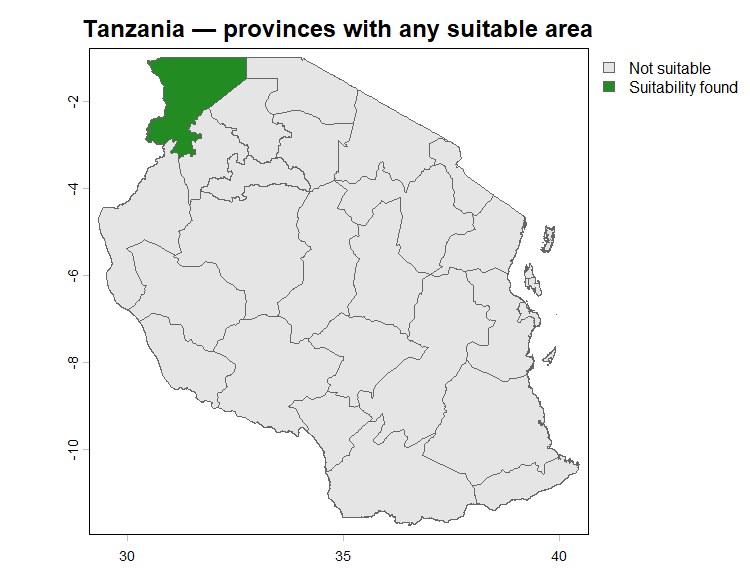 Tanzania — provinces with any suitable area
Not suitable
Suitability found
-2
-4
-6
-8
-10
30
35
40